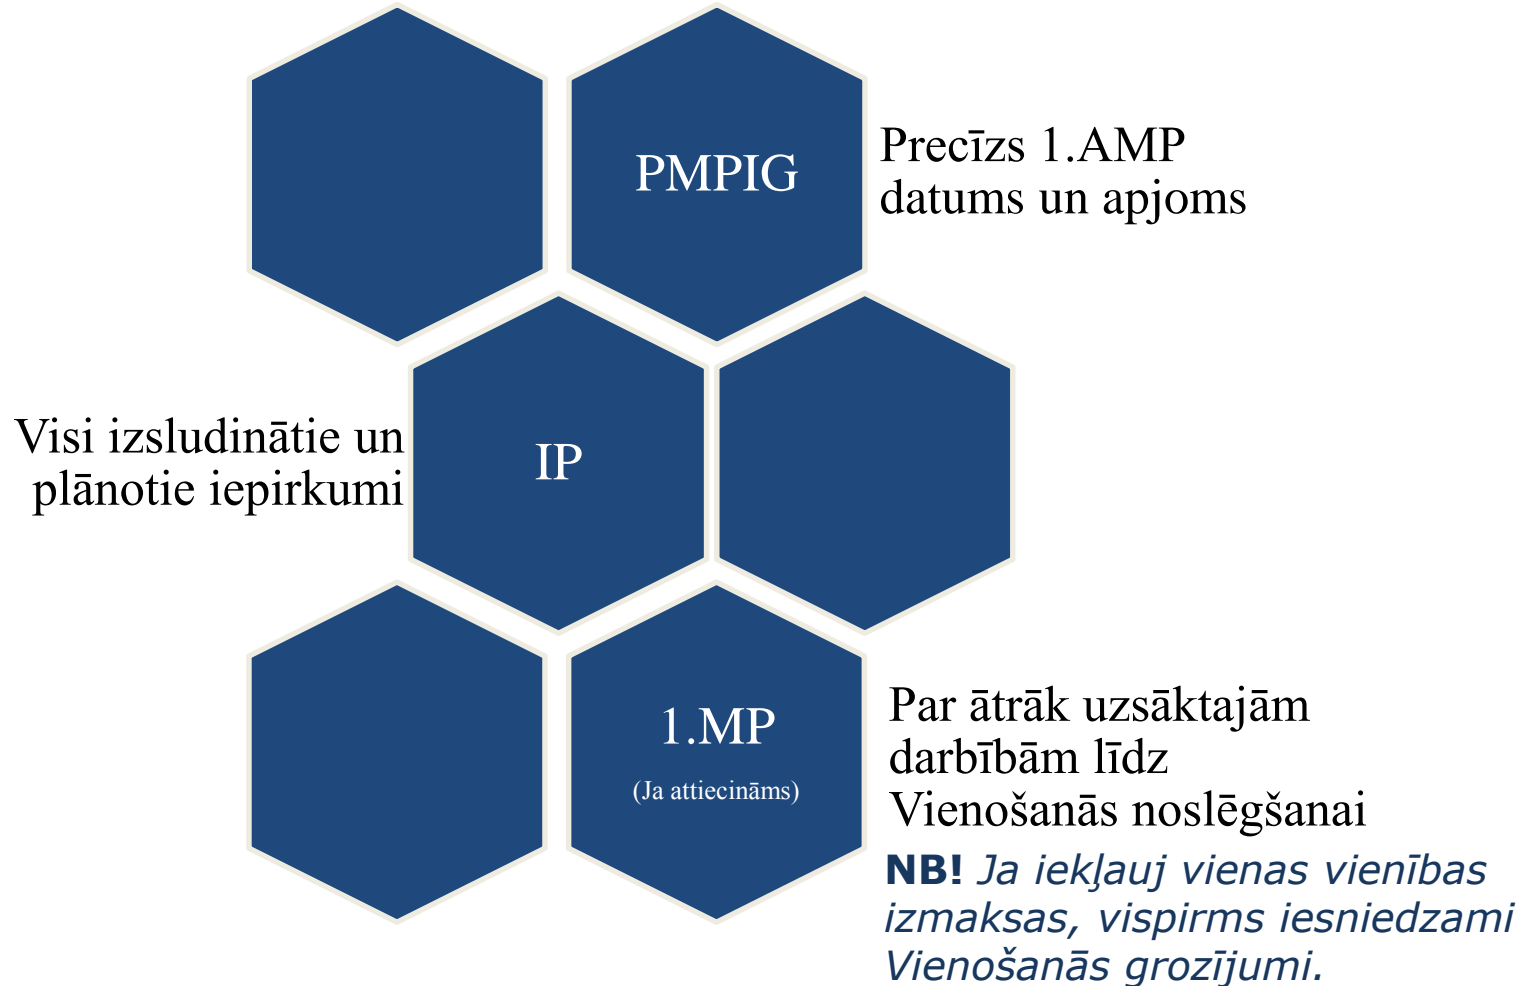 PMPIG
Precīzs 1.AMP
datums un apjoms
Visi izsludinātie un
plānotie iepirkumi
IP
1.MP
(Ja attiecināms)
Par ātrāk uzsāktajām
darbībām līdz
Vienošanās noslēgšanai
NB! Ja iekļauj vienas vienības
izmaksas, vispirms iesniedzami
Vienošanās grozījumi.